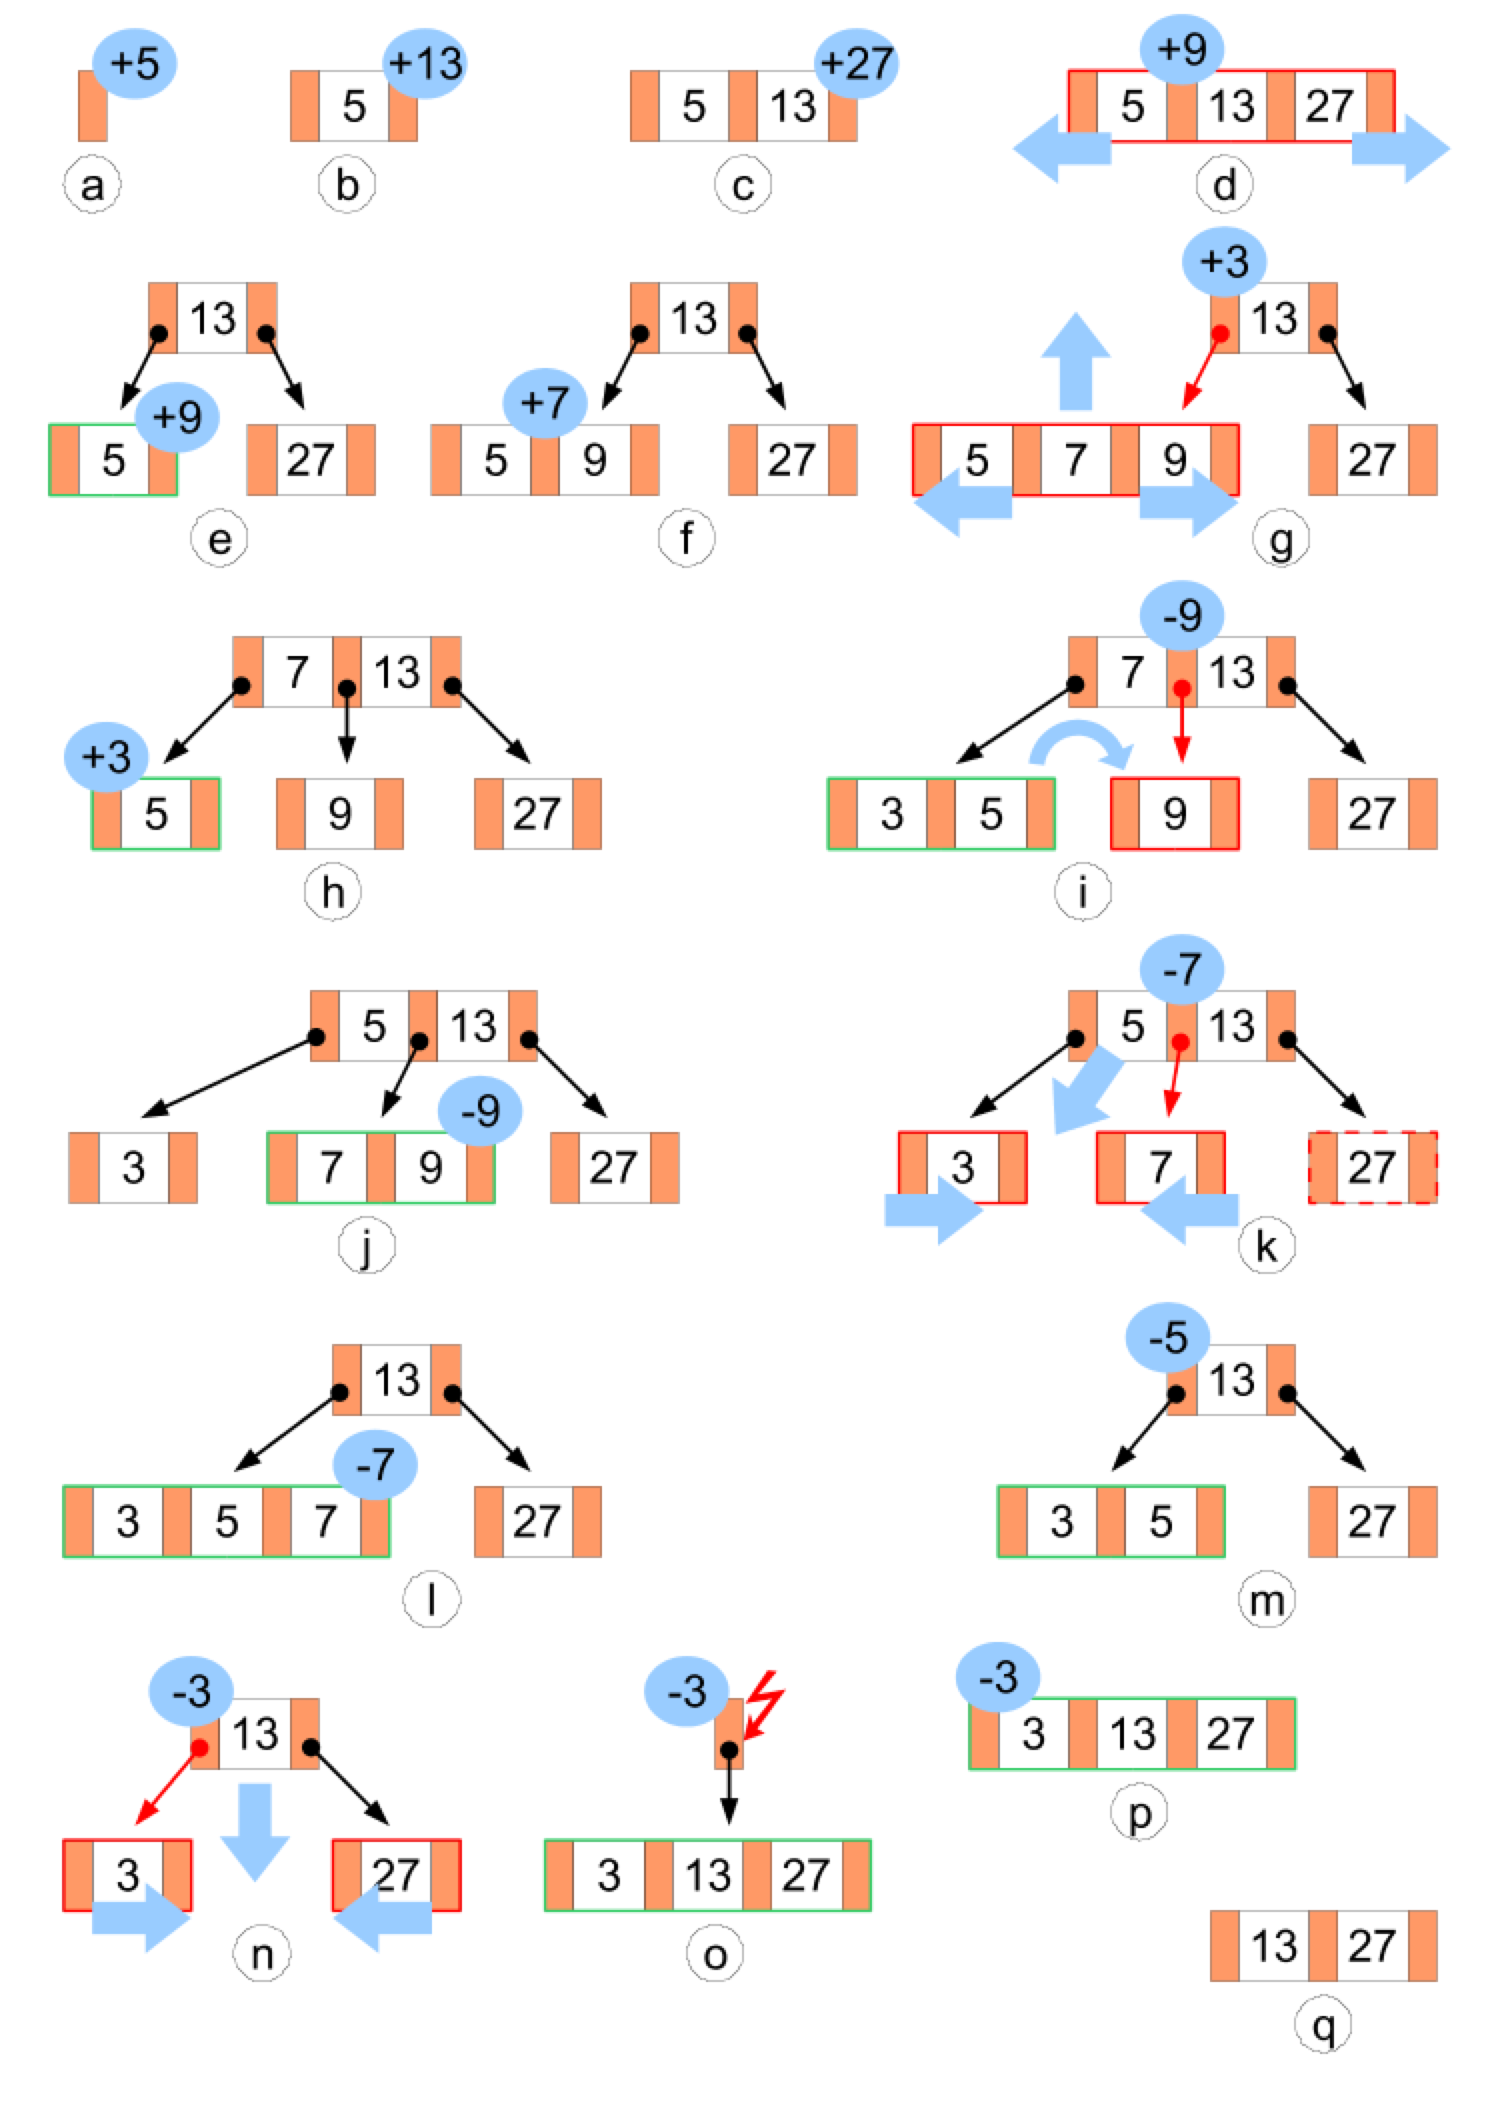 +5 +13 +27 +9
5 5 13 5 13 27
a b c d
+3
13 13 13
+9 +7
5 27 5 9 27 5 7 9 27
e f g
-9
7 13 7 13
+3
5 9 27 3 5 9 27
h i
-7
5 13 5 13
-9
3 7 9 27 3 7 27
j k
-5
13 13
-7
3 5 7 27 3 5 27
l m
-3 -3 -3
13 3 13 27
p
3 27 3 13 27
n o
13 27
q